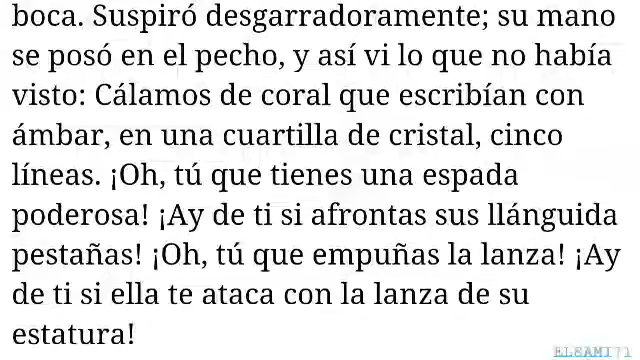 boca. Suspiró desgarradoramente; su mano
se posó en el pecho, y así vi lo que no había
visto: Cálamos de coral que escribían con
ámbar, en una cuartilla de cristal, cinco
líneas. ¡Oh, tú que tienes una espada
poderosa! ¡Ay de ti si afrontas sus llánguida
pestañas! ¡Oh, tú que empuñas la lanza! ¡Ay
de ti si ella te ataca con la lanza de su
estatura!
ELSAMI71